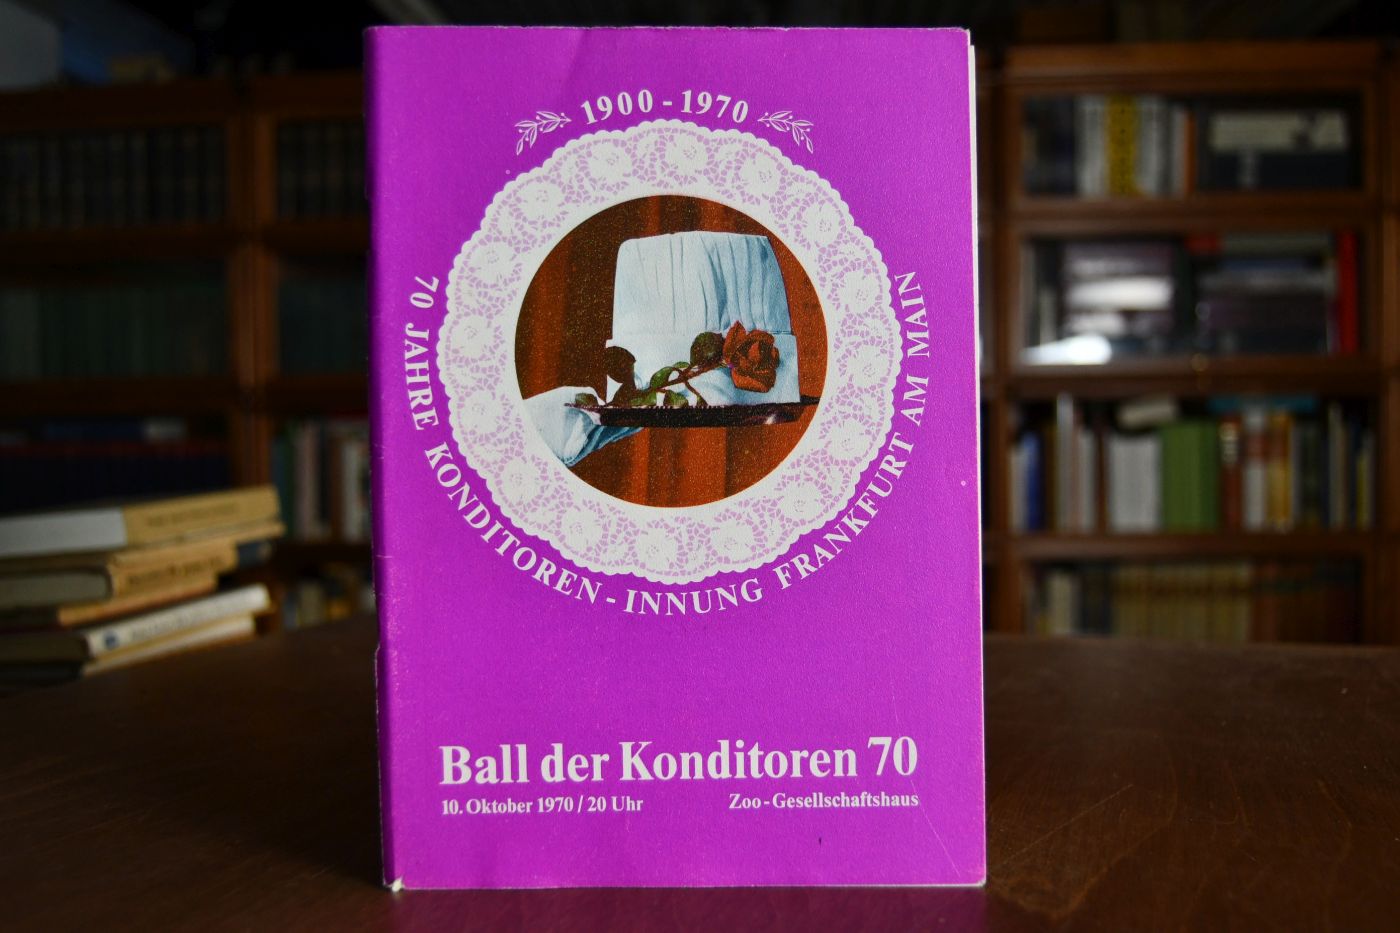 1900 - 1970
70 JAHRE KONDITOREN - INNUNG FRANKFURT AM MAIN
Ball der Konditoren 70
10. Oktober 1970 / 20 Uhr
Zoo - Gesellschaftshaus